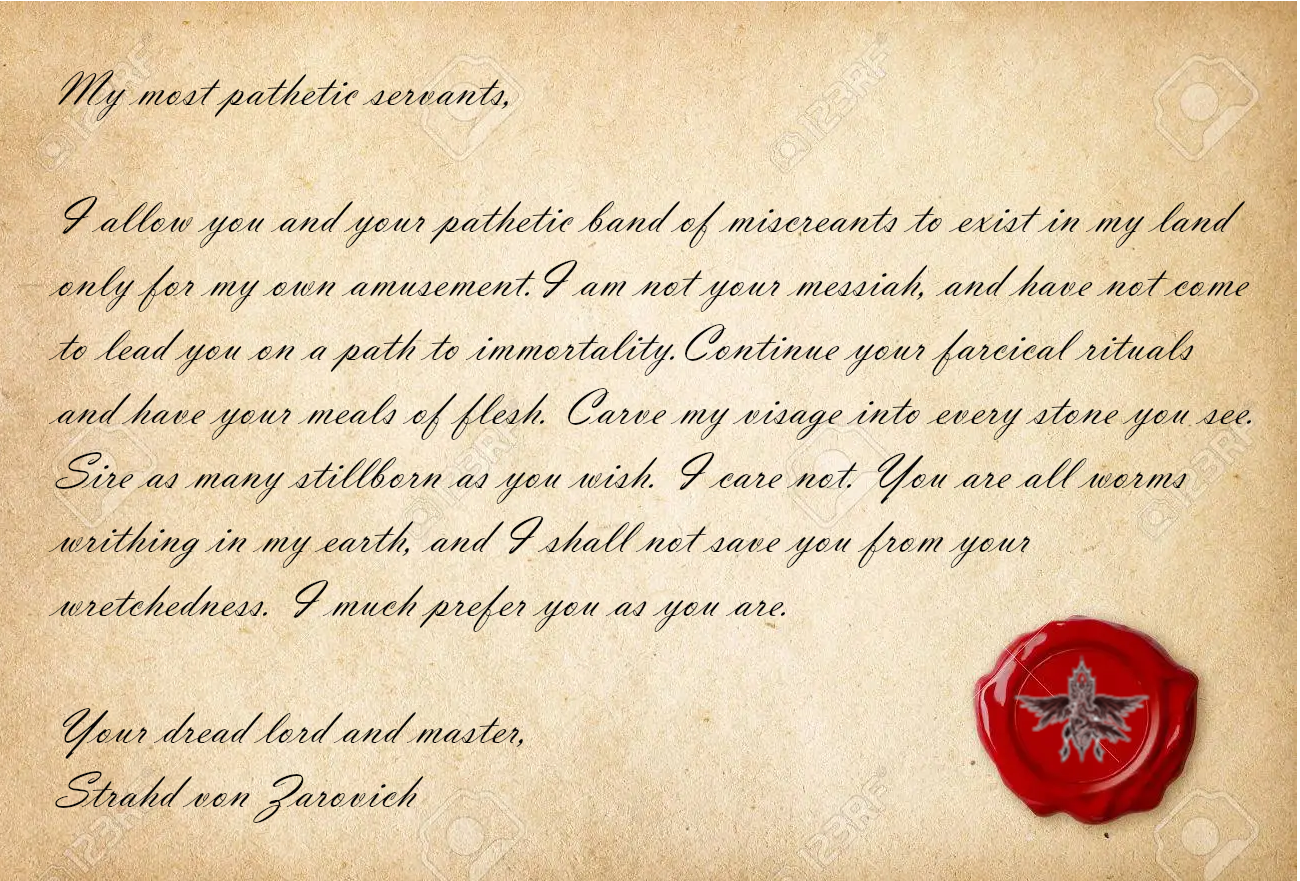 My most pathetic servants,
I allow you and your pathetic band of miscreants to exist in my land
only for my own amusement. I am not your messiah, and have not come
to lead you on a path to immortality. Continue your farcical rituals
and have your meals of flesh. Carve my visage into every stone you see.
Sire as many stillborn as you wish. I care not. You are all worms
writhing in my earth, and I shall not save you from your
wretchedness. I much prefer you as you are.
Your dread lord and master,
Strahd von Zarovich
123RF
123RF
123RF
123RF
123RF
123RF
123RF